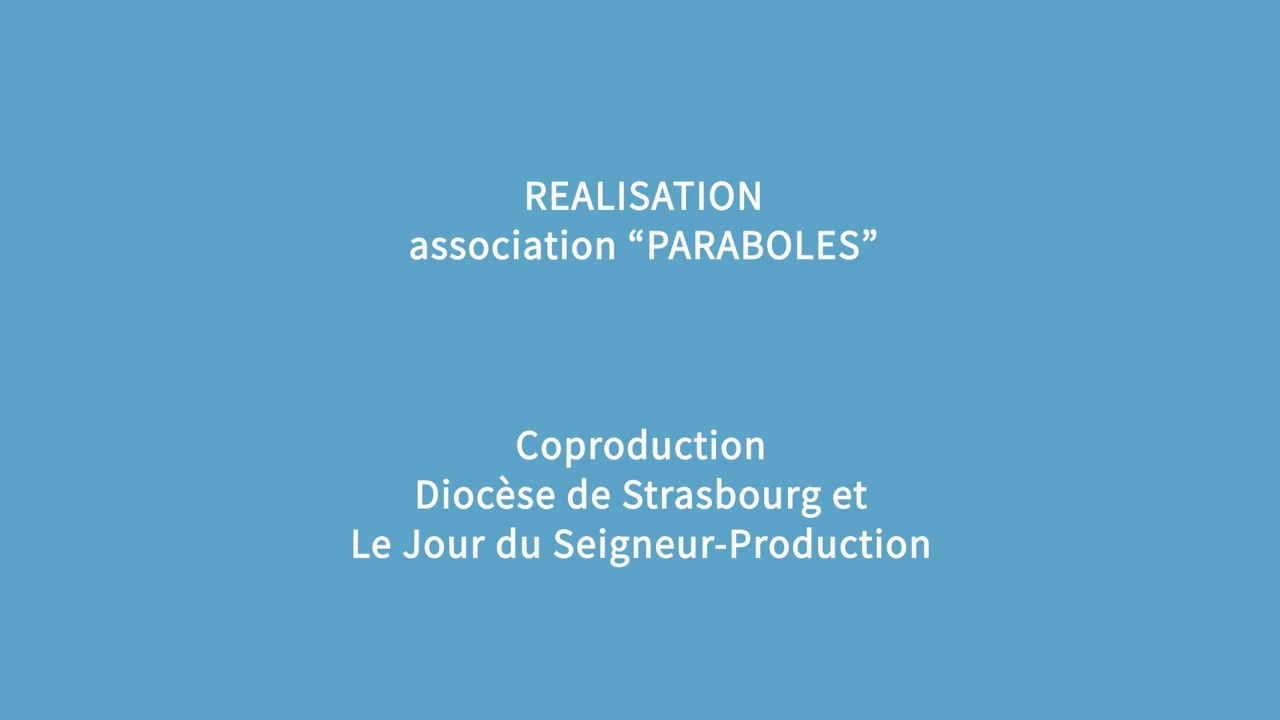 REALISATION
association “PARABOLES”
Coproduction
Diocèse de Strasbourg et
Le Jour du Seigneur-Production